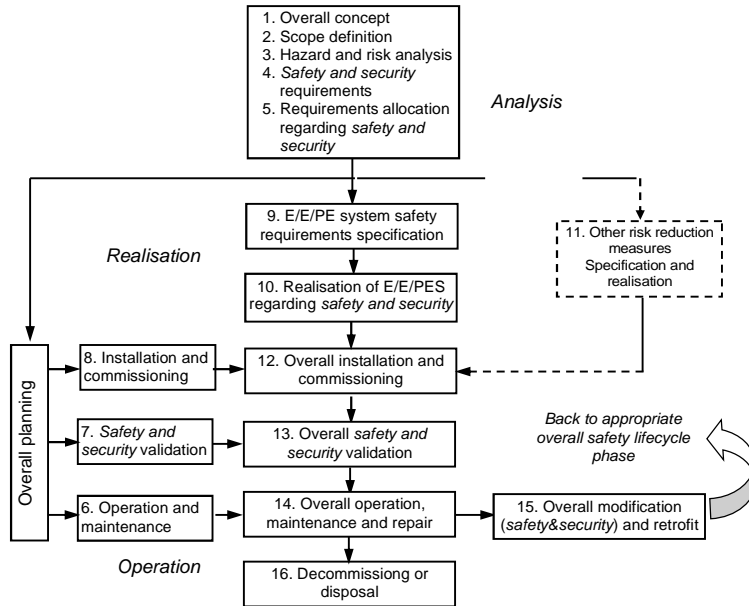 1. Overall concept
2. Scope definition
3. Hazard and risk analysis
4. Safety and security
requirements
5. Requirements allocation
regarding safety and
security
Analysis
9. E/E/PE system safety
requirements specification
Realisation
11. Other risk reduction
measures
Specification and
realisation
10. Realisation of E/E/PES
regarding safety and security
Overall planning
8. Installation and
commissioning
12. Overall installation and
commissioning
7. Safety and
security validation
13. Overall safety and
security validation
Back to appropriate
overall safety lifecycle
phase
6. Operation and
maintenance
14. Overall operation,
maintenance and repair
15. Overall modification
(safety&security) and retrofit
Operation
16. Decommissiong or
disposal